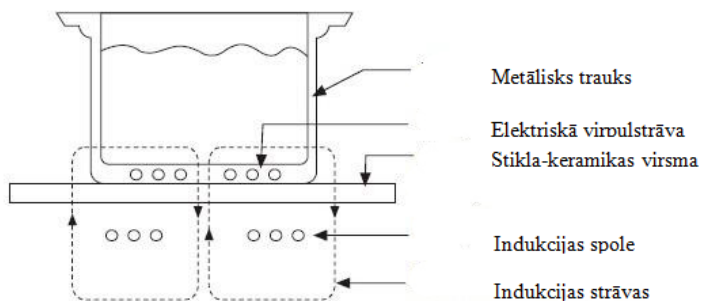 Metālisks trauks
Elektriskā virpulstrāva
Stikla-keramikas virsma
Indukcijas spole
Indukcijas strāvas